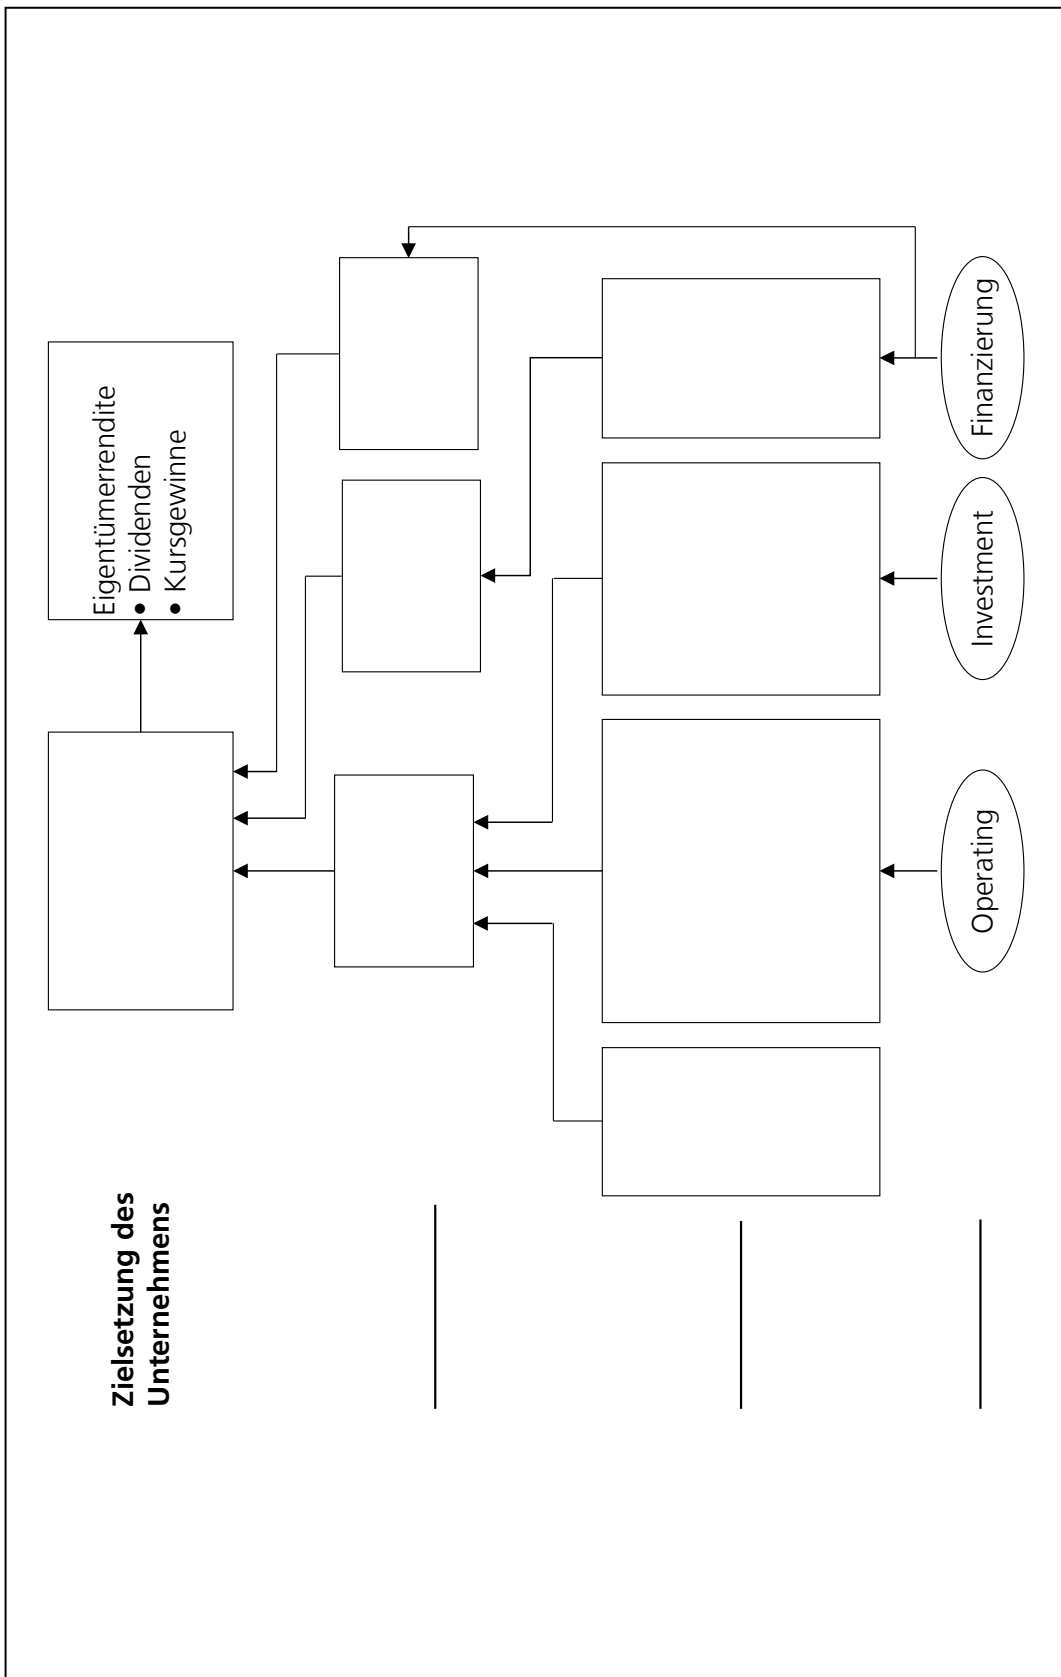 Zielsetzung des
Unternehmens
Eigentümerrendite
• Dividenden
• Kursgewinne
Operating
Investment
Finanzierung